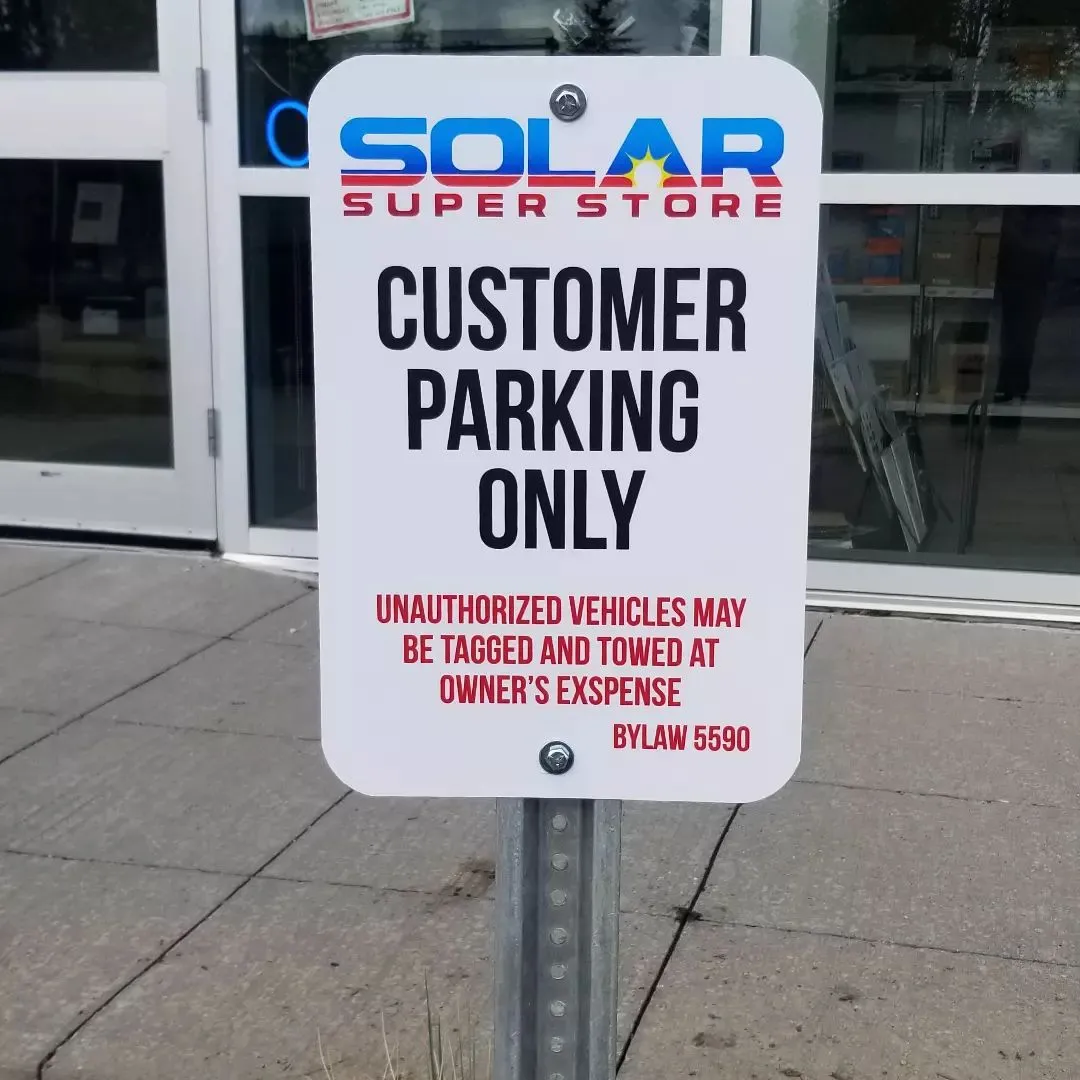 SOLAR
SUPER STORE
CUSTOMER
PARKING
ONLY
UNAUTHORIZED VEHICLES MAY
BE TAGGED AND TOWED AT
OWNER'S EXSPENSE
BYLAW 5590